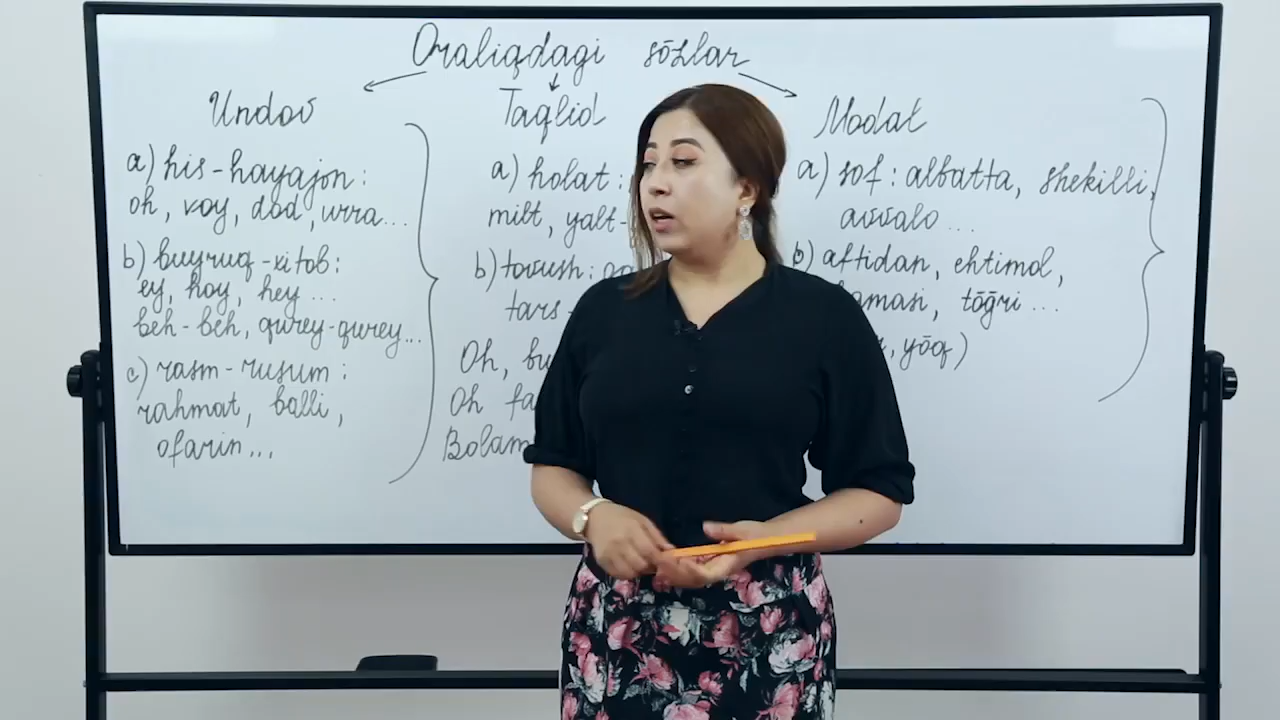 Oraliqdagi sōzlar
Undov
a) his-hayajon:
oh, voy, dod, urra...
b) buyruq-xitob:
ey, hoy, hey ...
beh-beh, qurey-qurey...
c) rasm-rusum:
rahmat, balli,
ofarin...
Taqlid
a) holat:
milt, yalt-
b) tovush:
tars-
Oh, bu
Oh fa
Bolam
Modal
a) sof: albatta, shekilli,
avvalo ...
b) aftidan, ehtimol,
tōğri ...
, yōq)